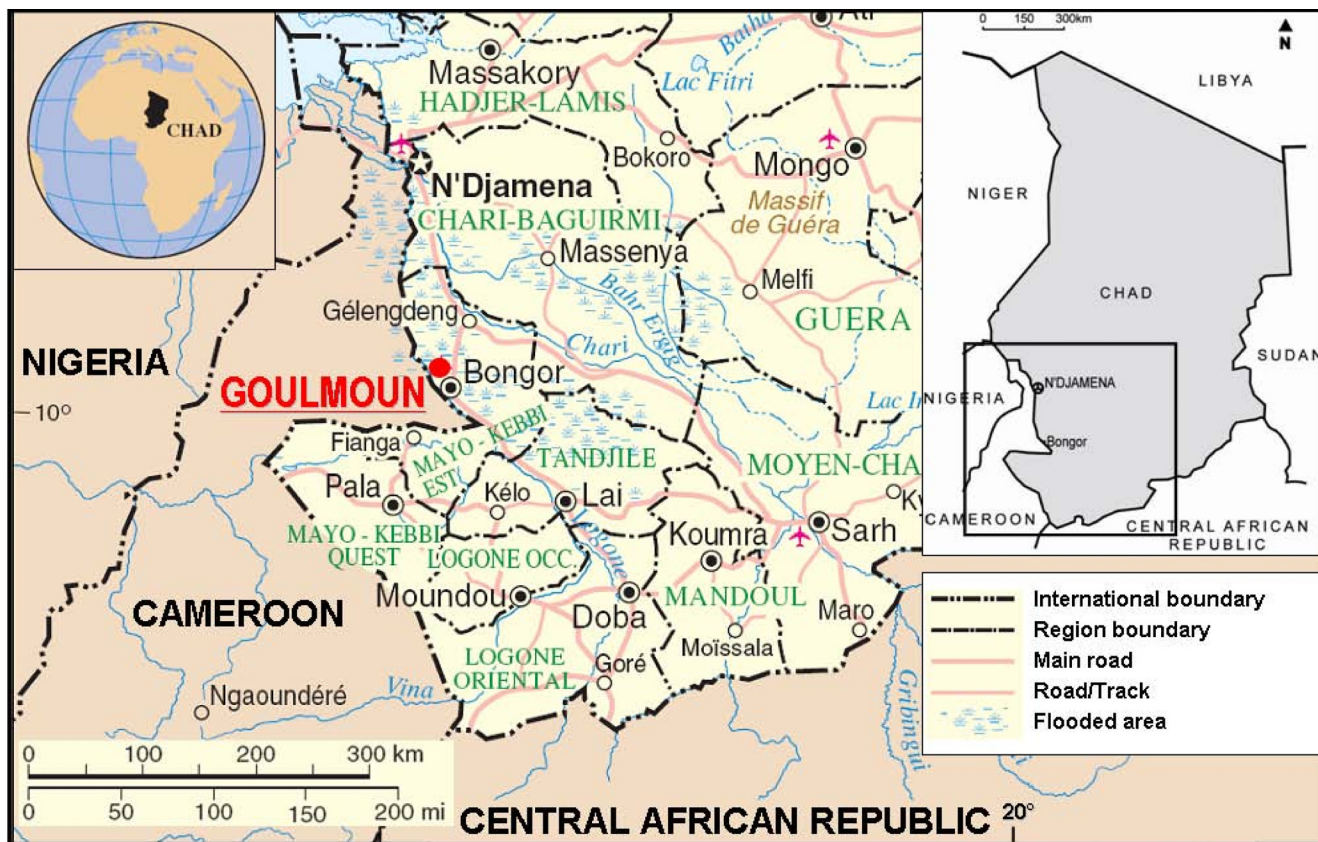 CHAD
Massakory
HADJER-LAMIS
Batha
Lac Fitri
Bokoro
Mongo
Massif
de Guéra
N'Djamena
CHARI-BAGUIRMI
Massenya
Melfi
Gélengdeng
Bahr Ergig
GUERA
Chari
NIGERIA
GOULMOUN
Bongor
10°
Fianga
MAYO - KEBBI
EST
TANDJIEE
MOYEN-CHA
Pala
Kélo
Lai
Koumra
Sarh
MAYO - KEBBI
QUEST
LOGONE OCC.
Logone
Moundou
Doba
MANDOUL
Maro
CAMEROON
Moïssala
LOGONE
ORIENTAL
Goré
Ngaoundéré
Vina
Gribingui
0 100 200 300 km
0 50 100 150 200 mi
CENTRAL AFRICAN REPUBLIC
20°
0 150 300km
N
LIBYA
NIGER
CHAD
SUDAN
N'DJAMENA
NIGERIA
Bongor
CAMEROON
CENTRAL AFRICAN
REPUBLIC
International boundary
Region boundary
Main road
Road/Track
Flooded area